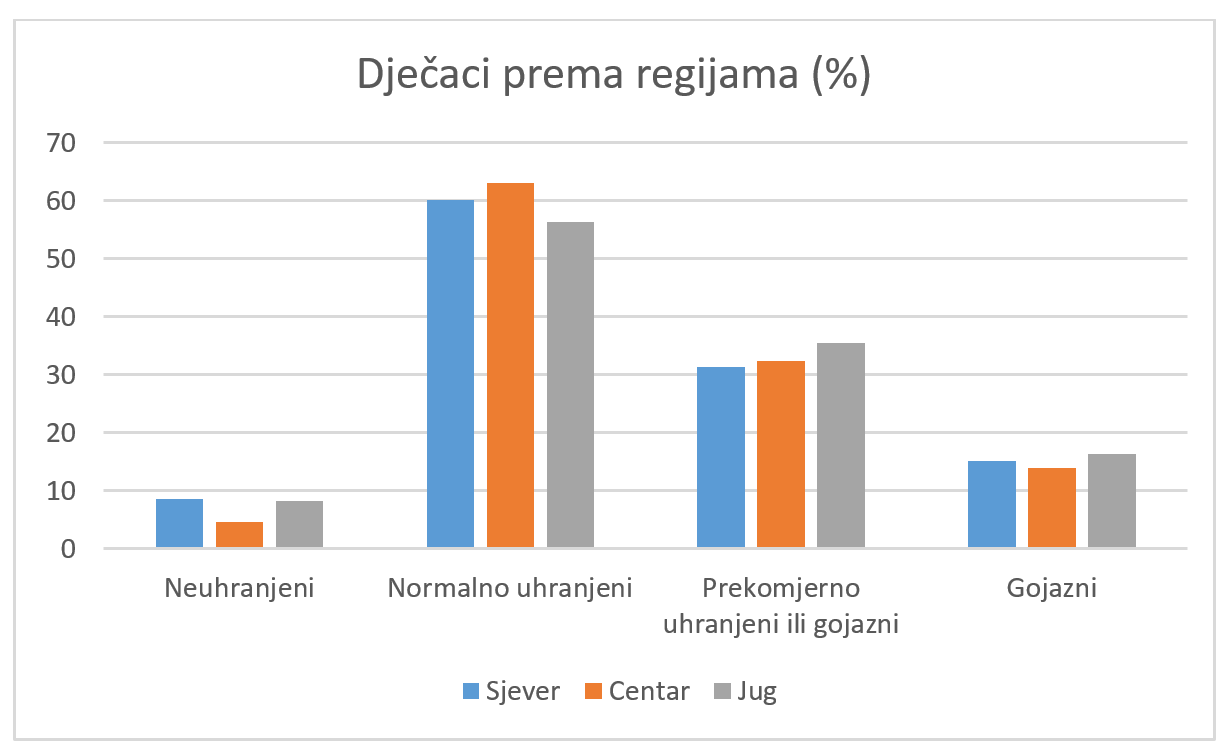 Dječaci prema regijama (%)
70
60
50
40
30
20
10
0
Neuhranjeni
Normalno uhranjeni
Prekomjerno
uhranjeni ili gojazni
Gojazni
Sjever
Centar
Jug